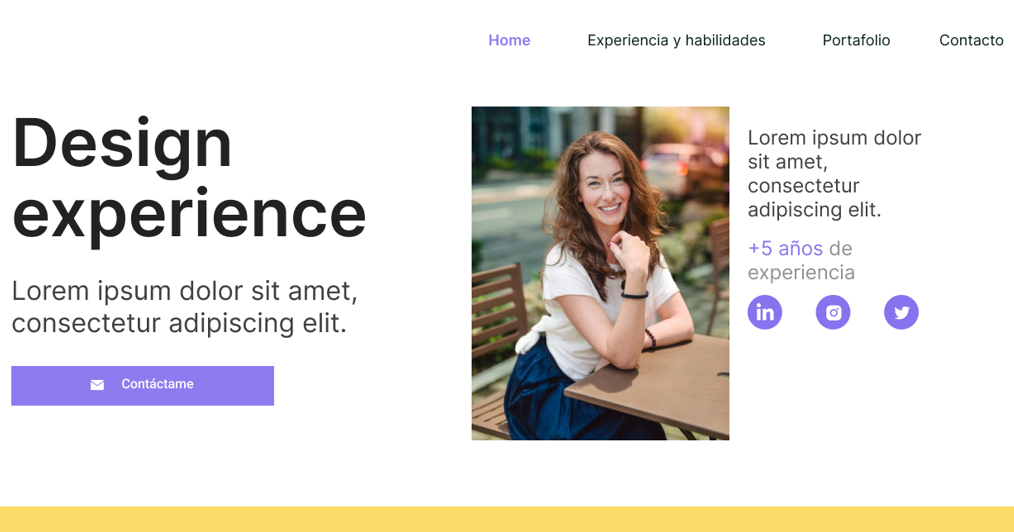 Home Experiencia y habilidades Portafolio Contacto
Design
experience
Lorem ipsum dolor sit amet,
consectetur adipiscing elit.
Contáctame
Lorem ipsum dolor
sit amet,
consectetur
adipiscing elit.
+5 años de
experiencia
in